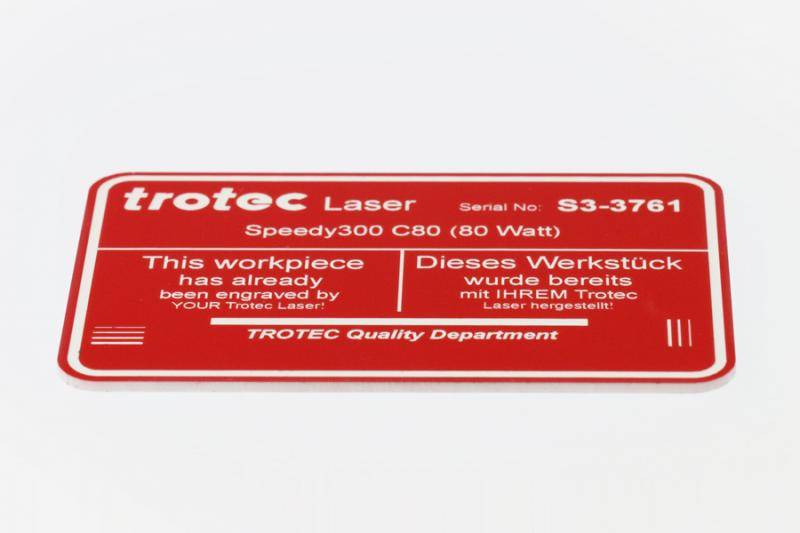 trotec Laser Serial No: S3-3761
Speedy300 C80 (80 Watt)
This workpiece
has already
been engraved by
YOUR Trotec Laser!
Dieses Werkstück
wurde bereits
mit IHREM Trotec
Laser hergestellt!
TROTEC Quality Department